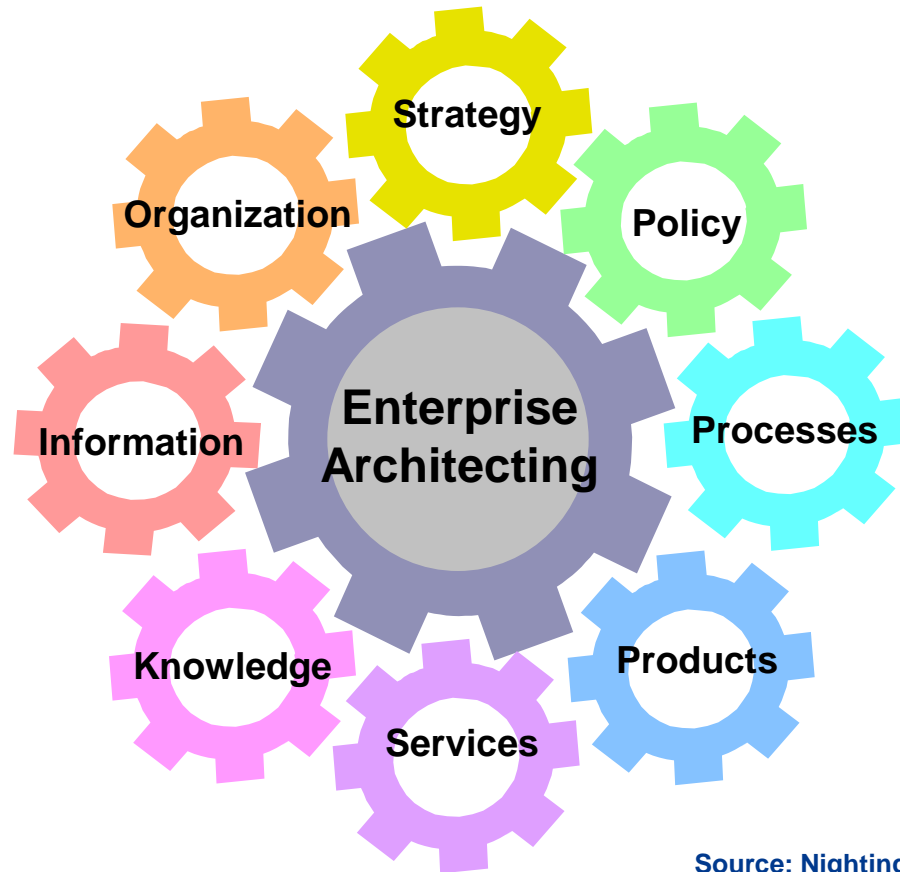 Strategy
Organization
Policy
Enterprise
Architecting
Processes
Information
Knowledge
Products
Services
Source: